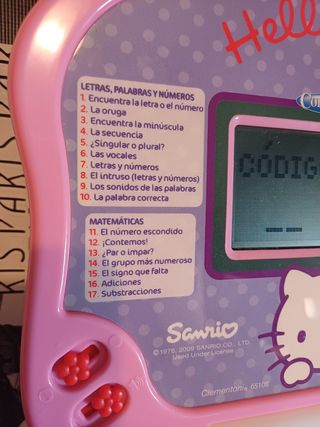 Hell
Co
LETRAS, PALABRAS Y NÚMEROS
1. Encuentra la letra o el número
2. La oruga
3. Encuentra la minúscula
4. La secuencia
5. ¿Singular o plural?
6. Las vocales
7. Letras y números
8. El intruso (letras y números)
9. Los sonidos de las palabras
10. La palabra correcta
CÓDIG
MATEMÁTICAS
11. El número escondido
12. ¡Contemos!
13. ¿Par o impar?
14. El grupo más numeroso
15. El signo que falta
16. Adiciones
17. Substracciones
Sanrio
© 1976, 2009 SANRIO CO., LTD.
Used Under License
Clementoni 65108